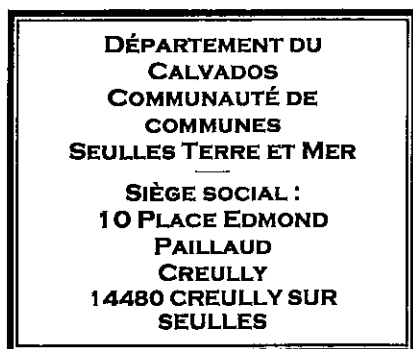 DÉPARTEMENT DU
CALVADOS
COMMUNAUTÉ DE
COMMUNES
SEULLES TERRE ET MER
SIÈGE SOCIAL :
10 PLACE EDMOND
PAILLAUD
CREULLY
14480 CREULLY SUR
SEULLES